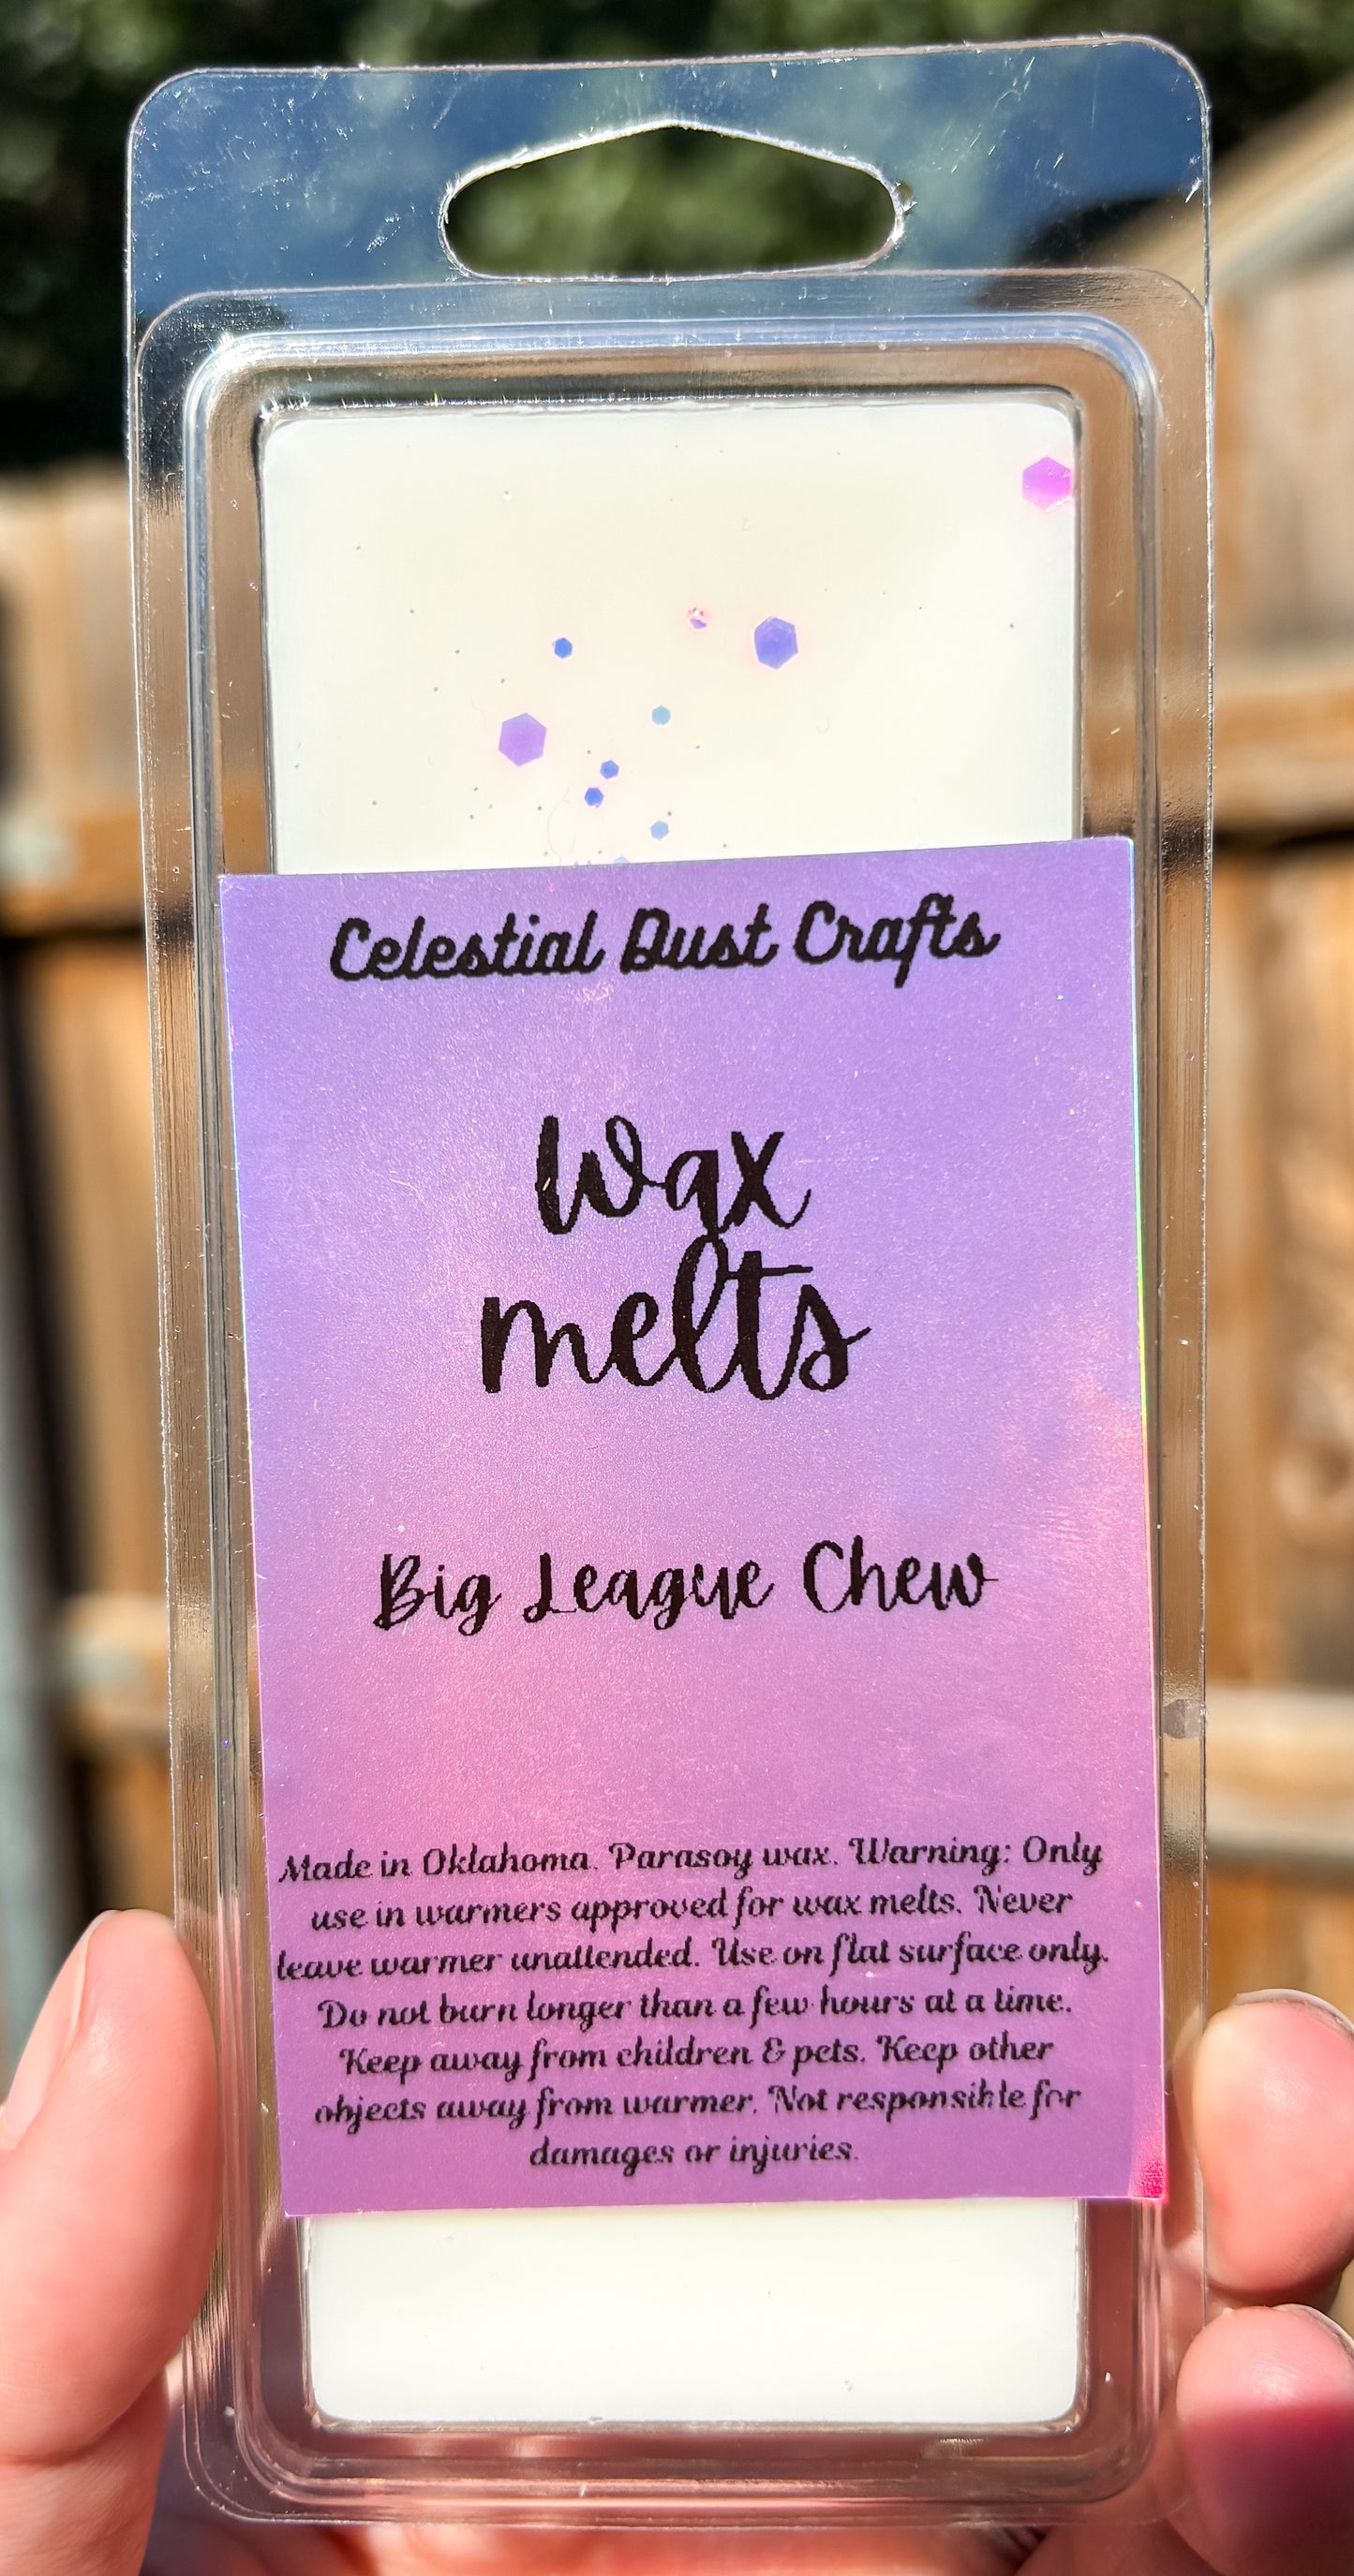 Celestial Dust Crafts
Wax
melts
Big League Chew
Made in Oklahoma. Parasoy wax. Warning: Only
use in warmers approved for wax melts. Never
leave warmer unattended. Use on flat surface only.
Do not burn longer than a few hours at a time.
Keep away from children & pets. Keep other
objects away from warmer. Not responsible for
damages or injuries.